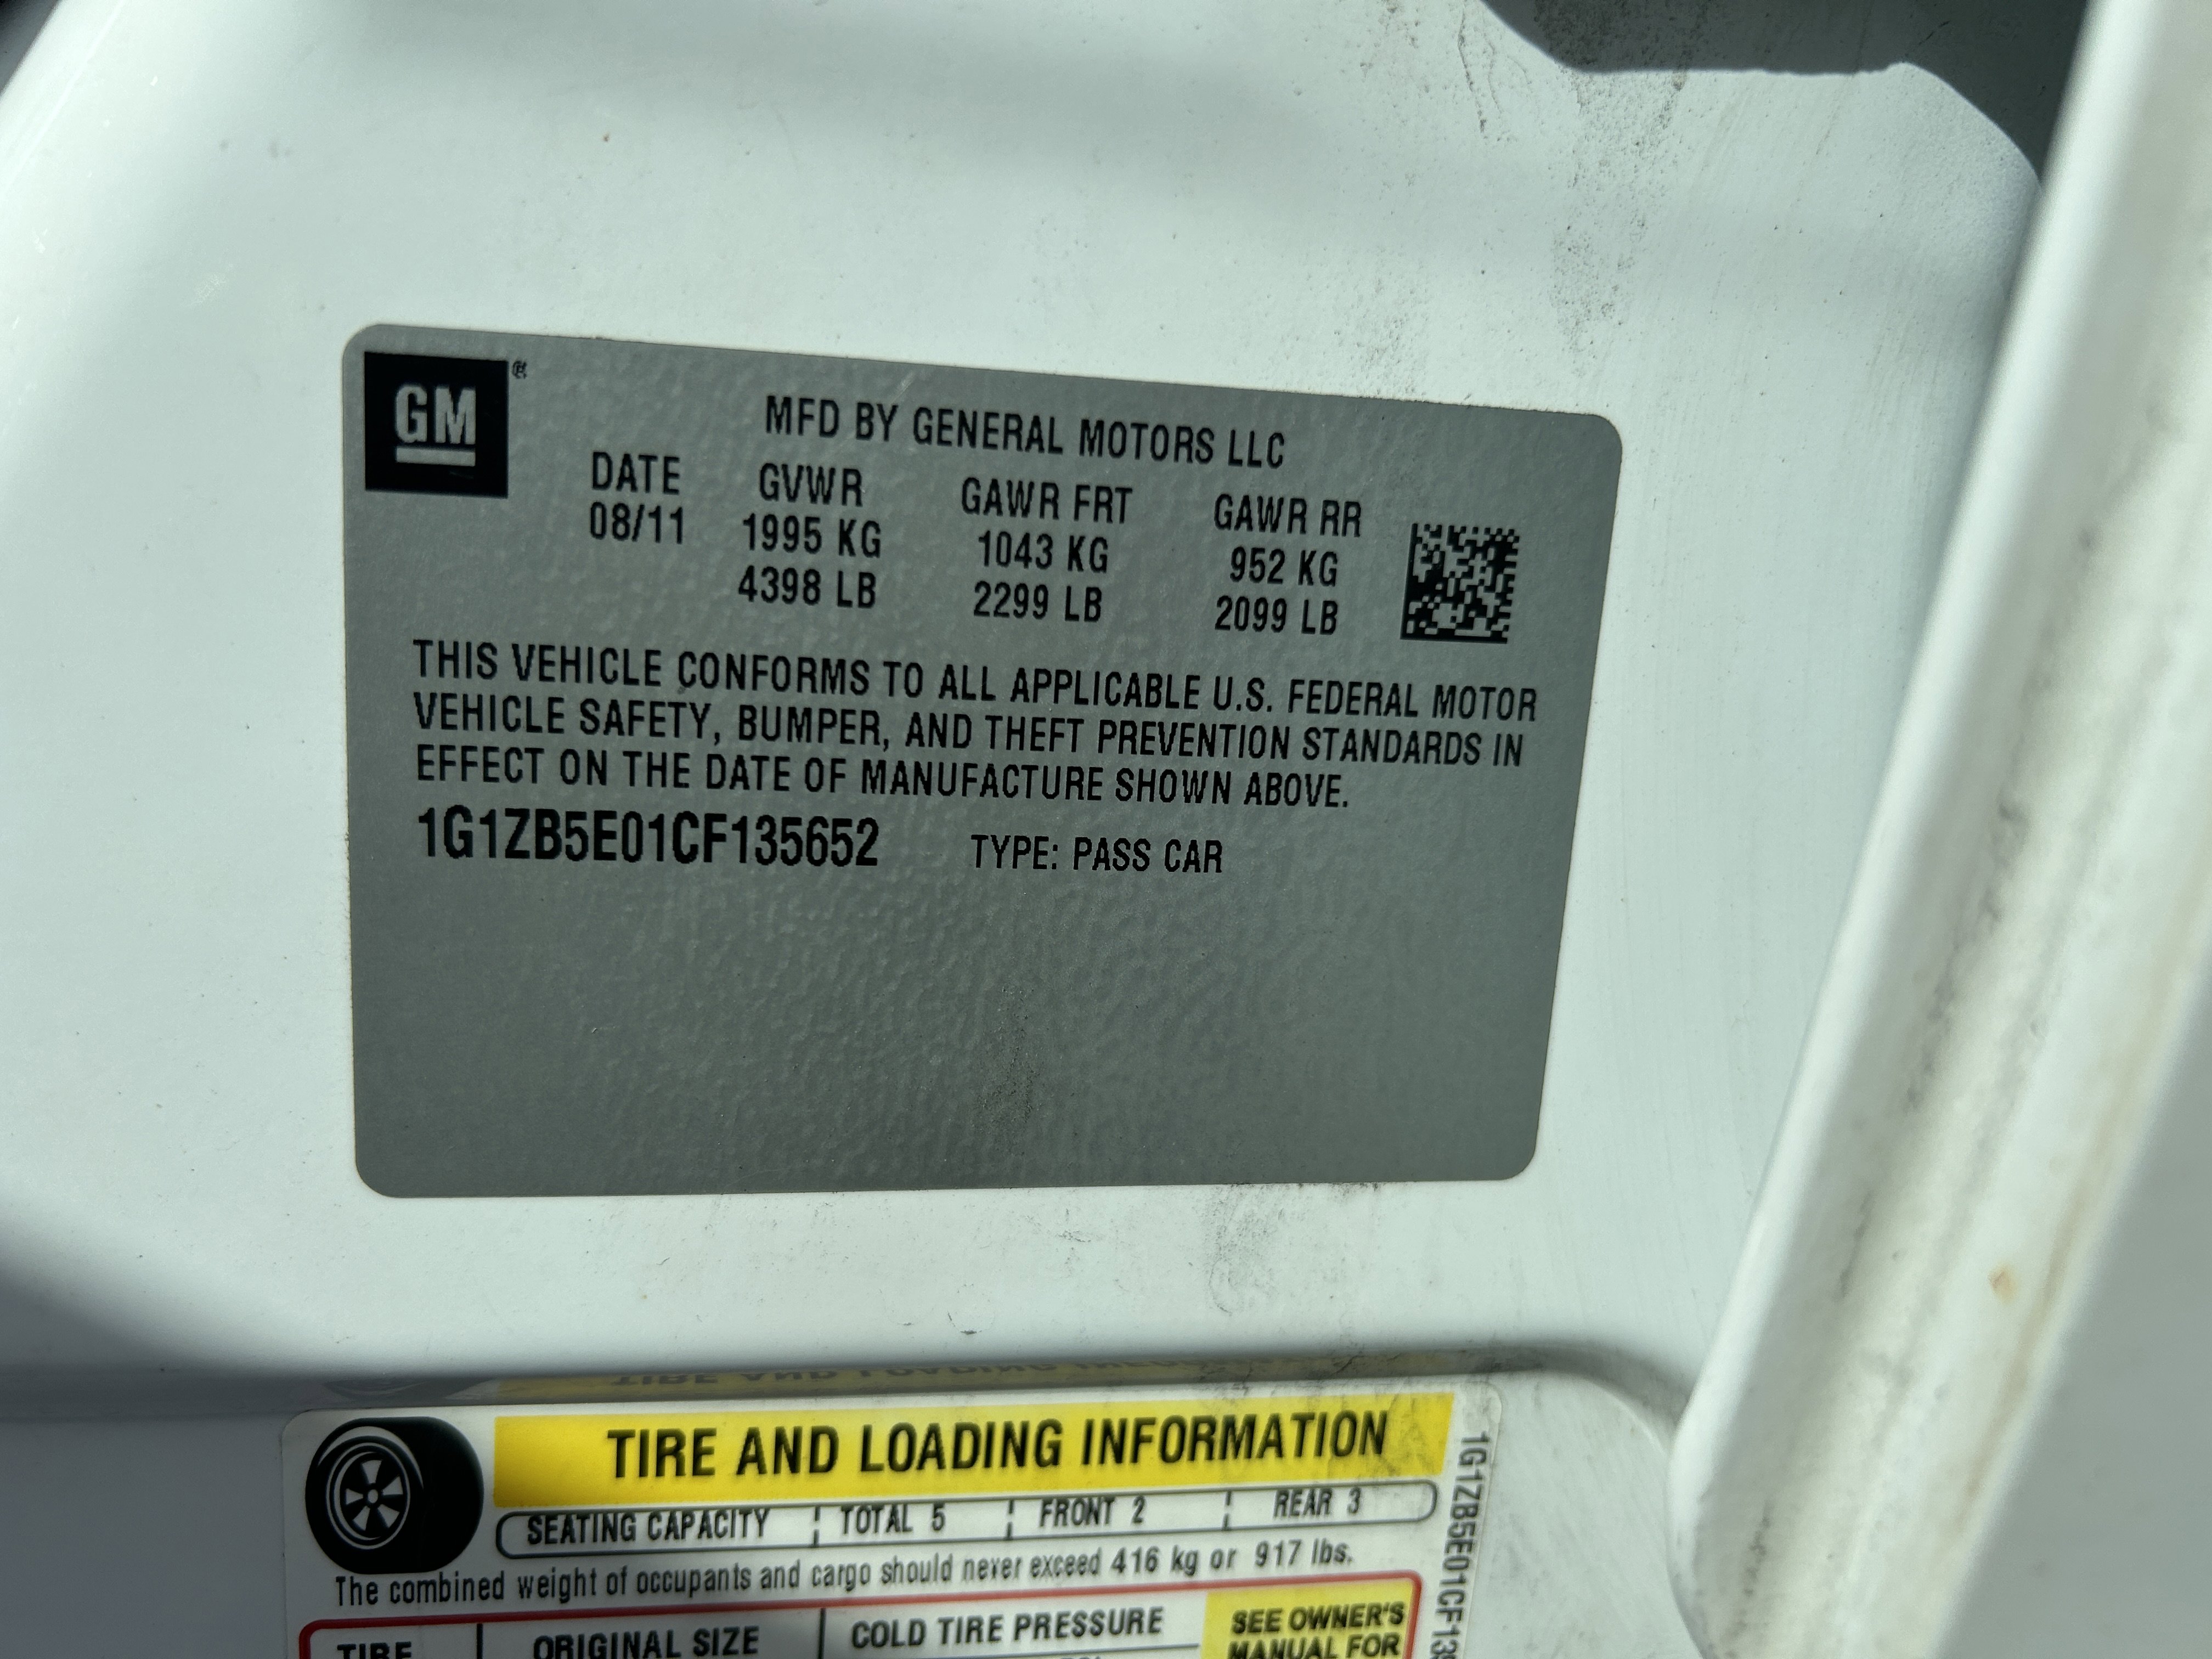 GM®
MFD BY GENERAL MOTORS LLC
DATE GVWR GAWR FRT GAWR RR
08/11 1995 KG 1043 KG 952 KG
4398 LB 2299 LB 2099 LB
THIS VEHICLE CONFORMS TO ALL APPLICABLE U.S. FEDERAL MOTOR
VEHICLE SAFETY, BUMPER, AND THEFT PREVENTION STANDARDS IN
EFFECT ON THE DATE OF MANUFACTURE SHOWN ABOVE.
1G1ZB5E01CF135652 TYPE: PASS CAR
TIRE AND LOADING INFORMATION
SEATING CAPACITY TOTAL 5 FRONT 2 REAR 3
The combined weight of occupants and cargo should never exceed 416 kg or 917 lbs.
TIRE ORIGINAL SIZE COLD TIRE PRESSURE
SEE OWNER'S
MANUAL FOR
1G1ZB5E01CF13